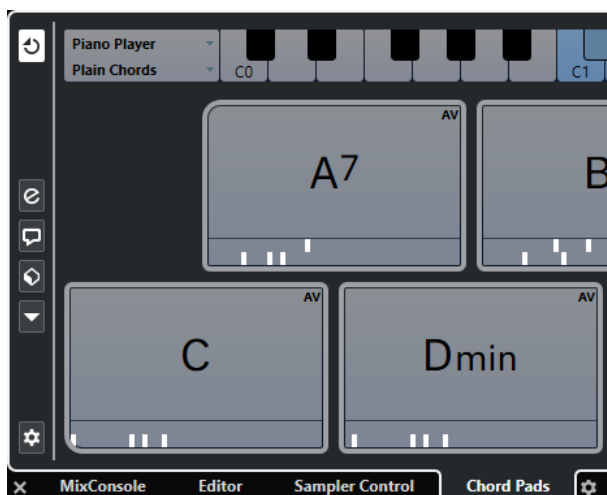 Piano Player
Plain Chords
C0
C1
AV
A7
B
AV
C
AV
Dmin
MixConsole Editor Sampler Control Chord Pads